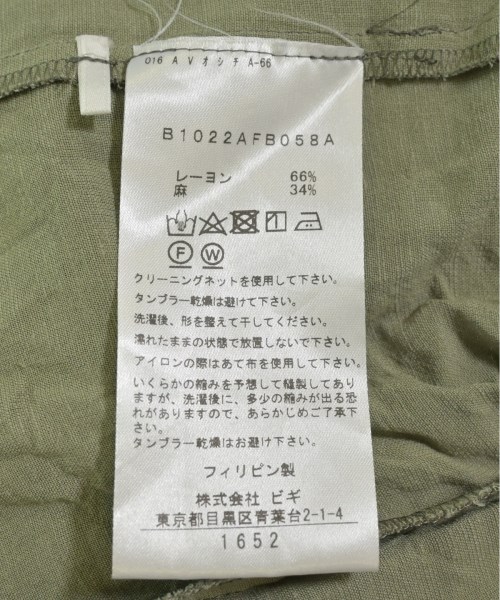 016 A V オシチ A-66
B1022AFB058A
レーヨン 66%
麻 34%
F W
クリーニングネットを使用して下さい。
タンブラー乾燥は避けて下さい。
洗濯後、形を整えて干してください。
濡れたままの状態で放置しないで下さい。
アイロンの際はあて布を使用して下さい。
いくらかの縮みを予想して縫製してあり
ますが、洗濯後に、多少の縮みが出る恐
れがありますので、あらかじめご了承下
さい。
タンブラー乾燥はお避け下さい。
フィリピン製
株式会社 ビギ
東京都目黒区青葉台2-1-4
1652